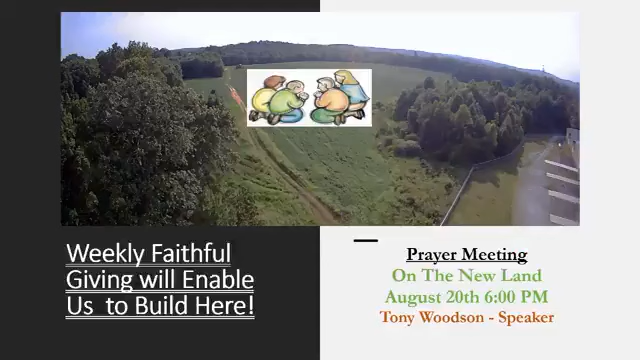 Weekly Faithful
Giving will Enable
Us to Build Here!
Prayer Meeting
On The New Land
August 20th 6:00 PM
Tony Woodson - Speaker